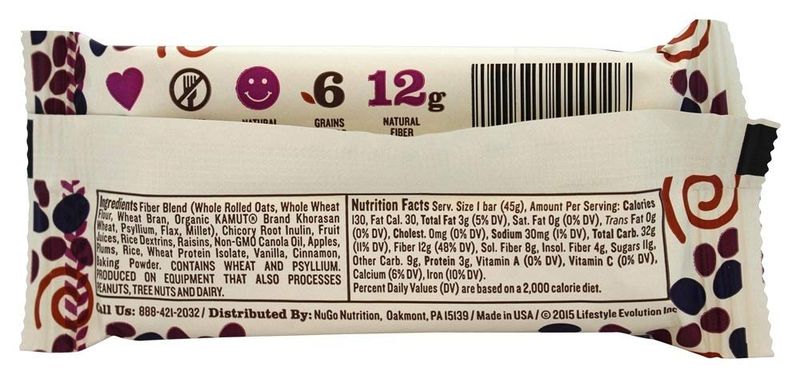 6
12g
NATURAL
GRAINS
NATURAL
FIBER
Ingredients Fiber Blend (Whole Rolled Oats, Whole Wheat
Flour, Wheat Bran, Organic KAMUT® Brand Khorasan
Wheat, Psyllium, Flax, Millet), Chicory Root Inulin, Fruit
Juices, Rice Dextrins, Raisins, Non-GMO Canola Oil, Apples,
Plums, Rice, Wheat Protein Isolate, Vanilla, Cinnamon,
Baking Powder. CONTAINS WHEAT AND PSYLLIUM.
PRODUCED ON EQUIPMENT THAT ALSO PROCESSES
PEANUTS, TREE NUTS AND DAIRY.
Nutrition Facts Serv. Size 1 bar (45g), Amount Per Serving: Calories
130, Fat Cal. 30, Total Fat 3g (5% DV), Sat. Fat 0g (0% DV), Trans Fat 0g
(0% DV), Cholest. 0mg (0% DV), Sodium 30mg (1% DV), Total Carb. 32g
(11% DV), Fiber 12g (48% DV), Sol. Fiber 8g, Insol. Fiber 4g, Sugars 11g,
Other Carb. 9g, Protein 3g, Vitamin A (0% DV), Vitamin C (0% DV),
Calcium (6% DV), Iron (10% DV).
Percent Daily Values (DV) are based on a 2,000 calorie diet.
Call Us: 888-421-2032 / Distributed By: NuGo Nutrition, Oakmont, PA 15139 / Made in USA / © 2015 Lifestyle Evolution Inc